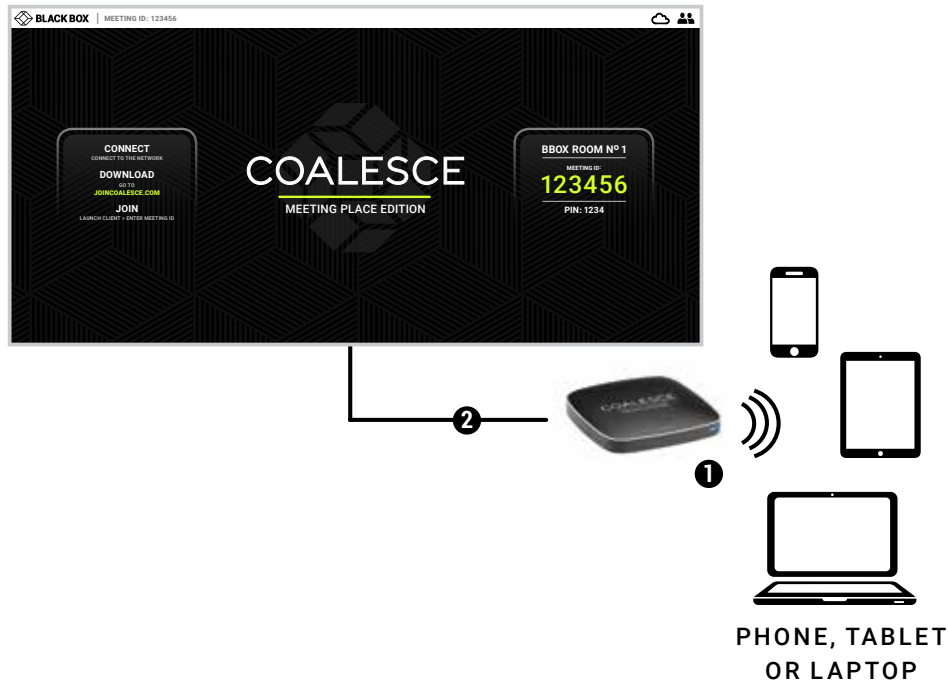 BLACK BOX | MEETING ID: 123456
CONNECT
CONNECT TO THE NETWORK
DOWNLOAD
GO TO
JOINCOALESCE.COM
JOIN
LAUNCH CLIENT > ENTER MEETING ID
COALESCE
MEETING PLACE EDITION
BBOX ROOM Nº 1
MEETING ID:
123456
PIN: 1234
2
COALESCE
1
PHONE, TABLET
OR LAPTOP